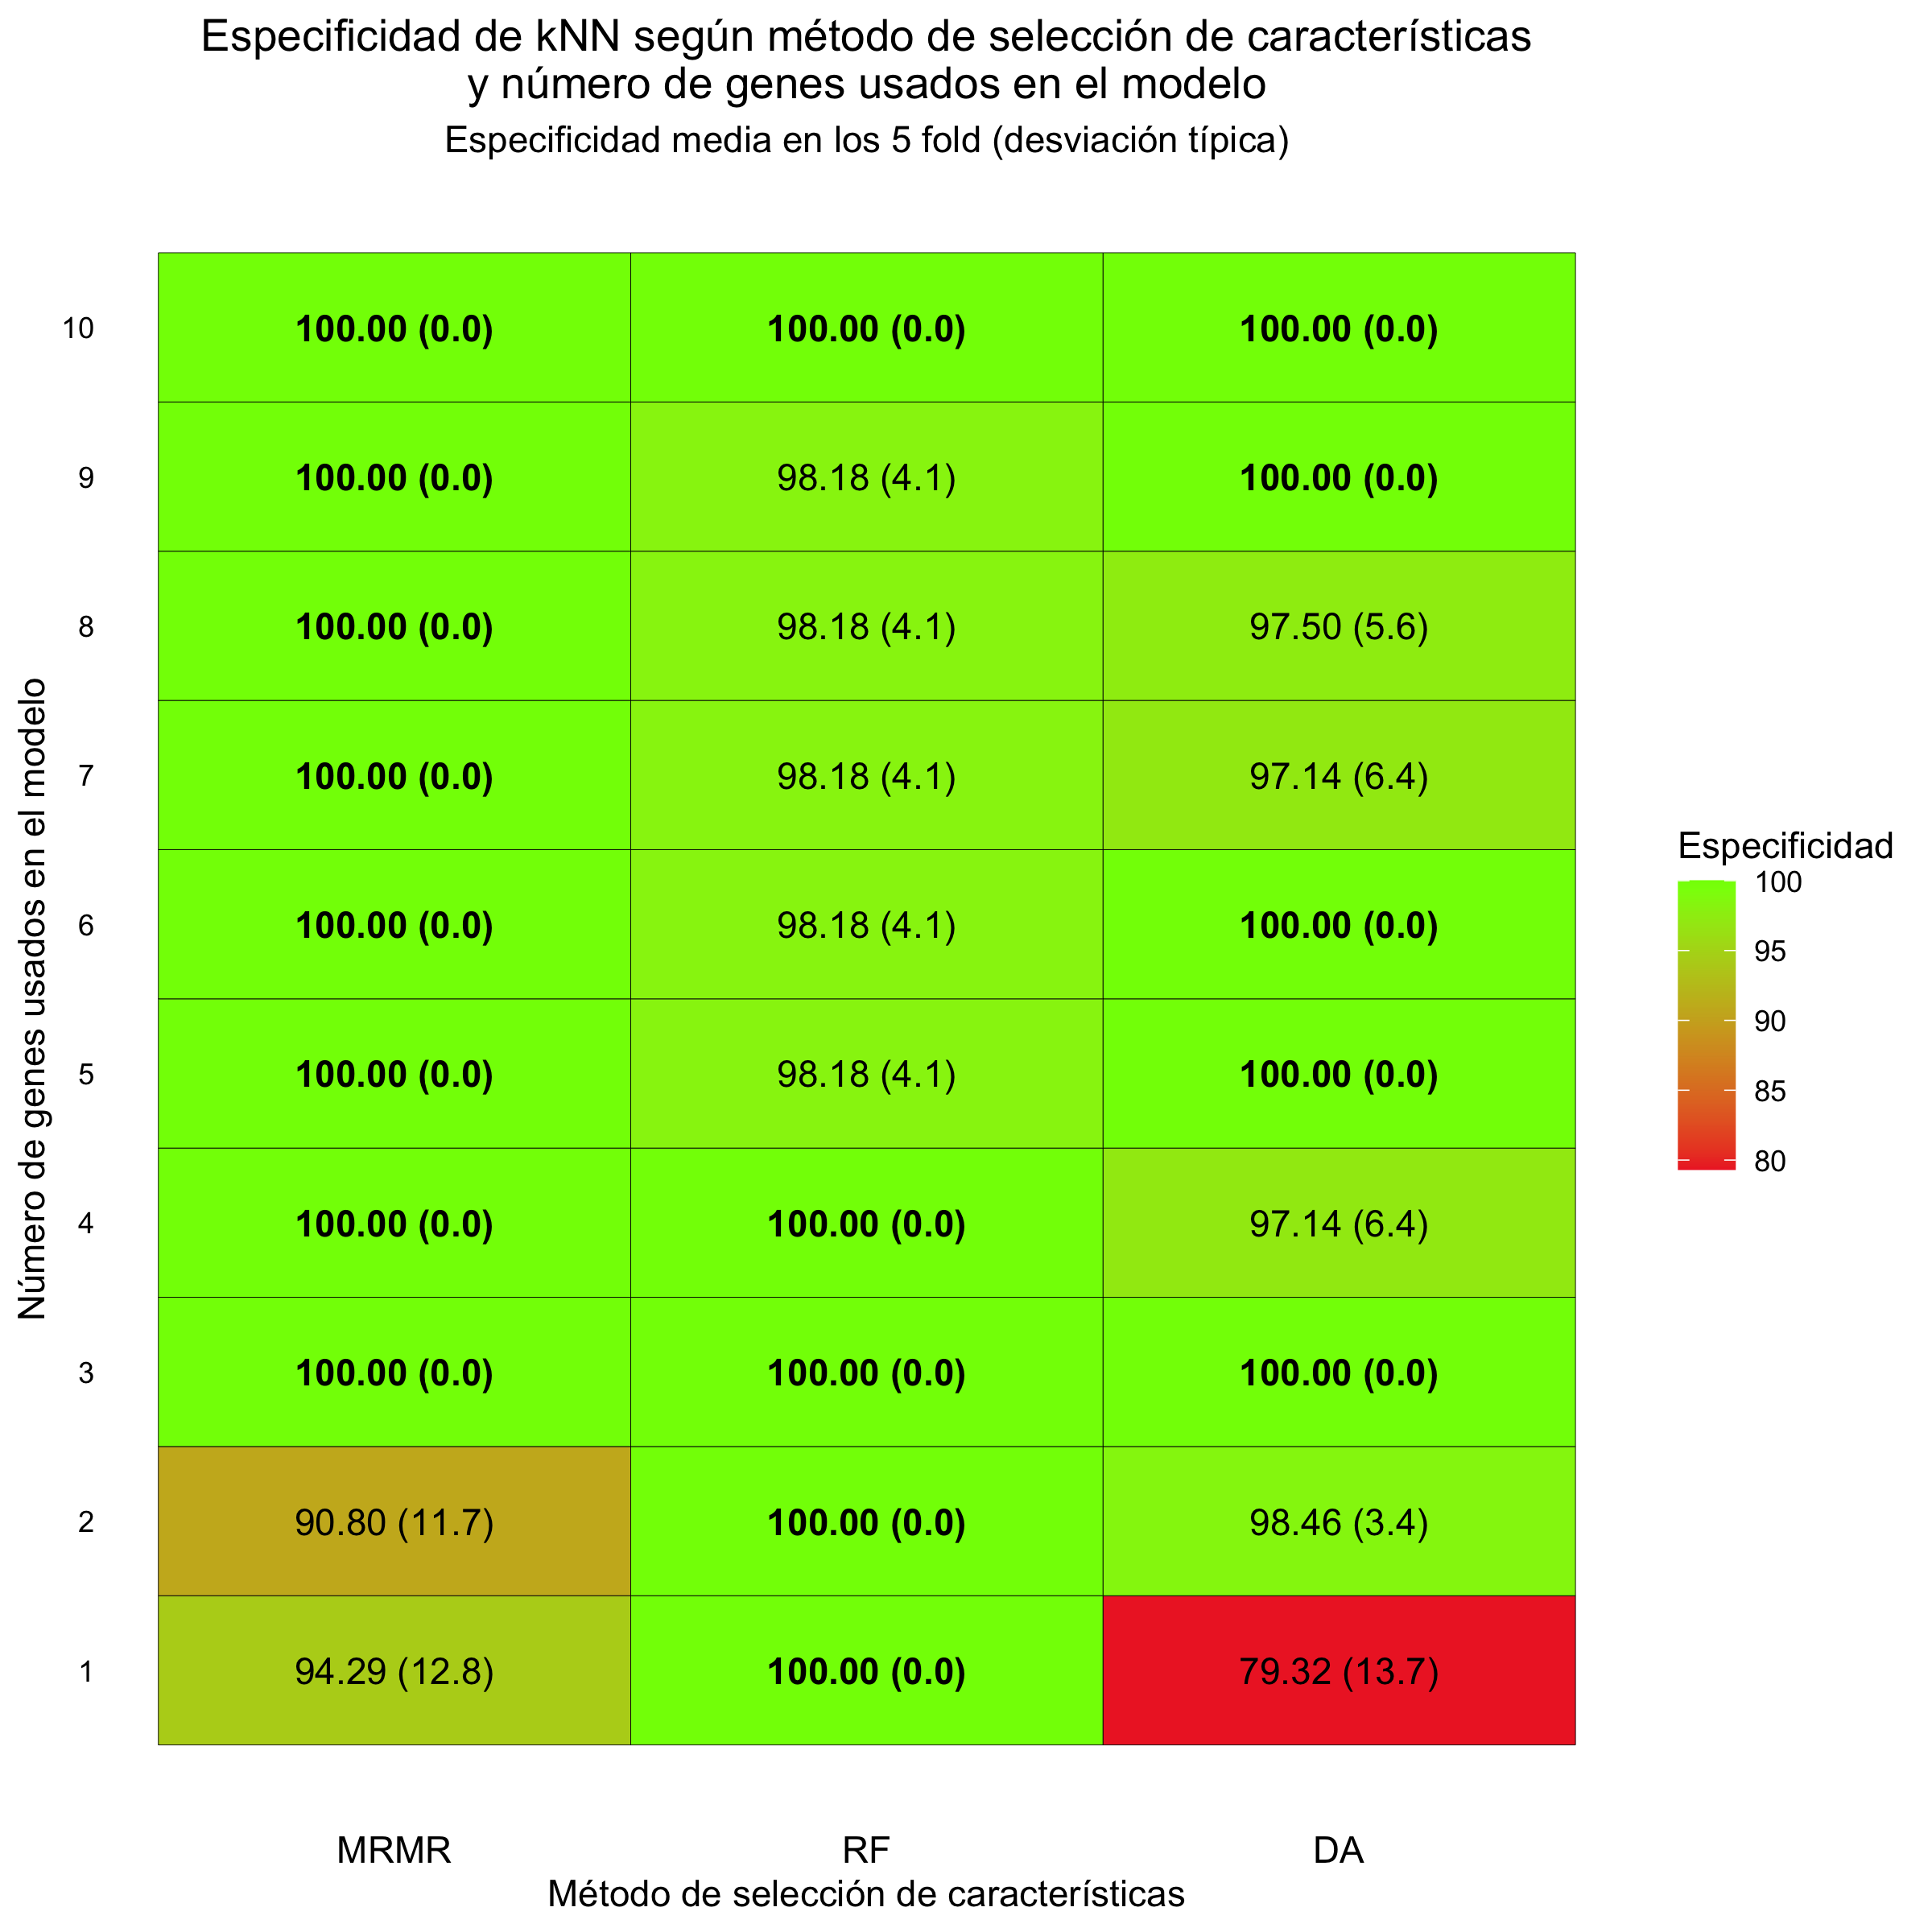 Especificidad de kNN según método de selección de características
y número de genes usados en el modelo
Especificidad media en los 5 fold (desviación típica)
Número de genes usados en el modelo
10 100.00 (0.0) 100.00 (0.0) 100.00 (0.0)
9 100.00 (0.0) 98.18 (4.1) 100.00 (0.0)
8 100.00 (0.0) 98.18 (4.1) 97.50 (5.6)
7 100.00 (0.0) 98.18 (4.1) 97.14 (6.4)
6 100.00 (0.0) 98.18 (4.1) 100.00 (0.0)
5 100.00 (0.0) 98.18 (4.1) 100.00 (0.0)
4 100.00 (0.0) 100.00 (0.0) 97.14 (6.4)
3 100.00 (0.0) 100.00 (0.0) 100.00 (0.0)
2 90.80 (11.7) 100.00 (0.0) 98.46 (3.4)
1 94.29 (12.8) 100.00 (0.0) 79.32 (13.7)
MRMR RF DA
Método de selección de características
Especificidad
100
95
90
85
80